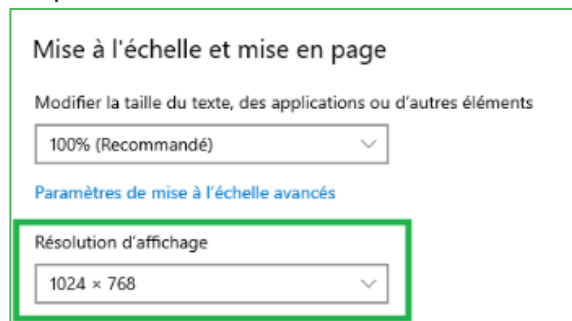 Mise à l'échelle et mise en page
Modifier la taille du texte, des applications ou d'autres éléments
100% (Recommandé)
Paramètres de mise à l'échelle avancés
Résolution d'affichage
1024 × 768